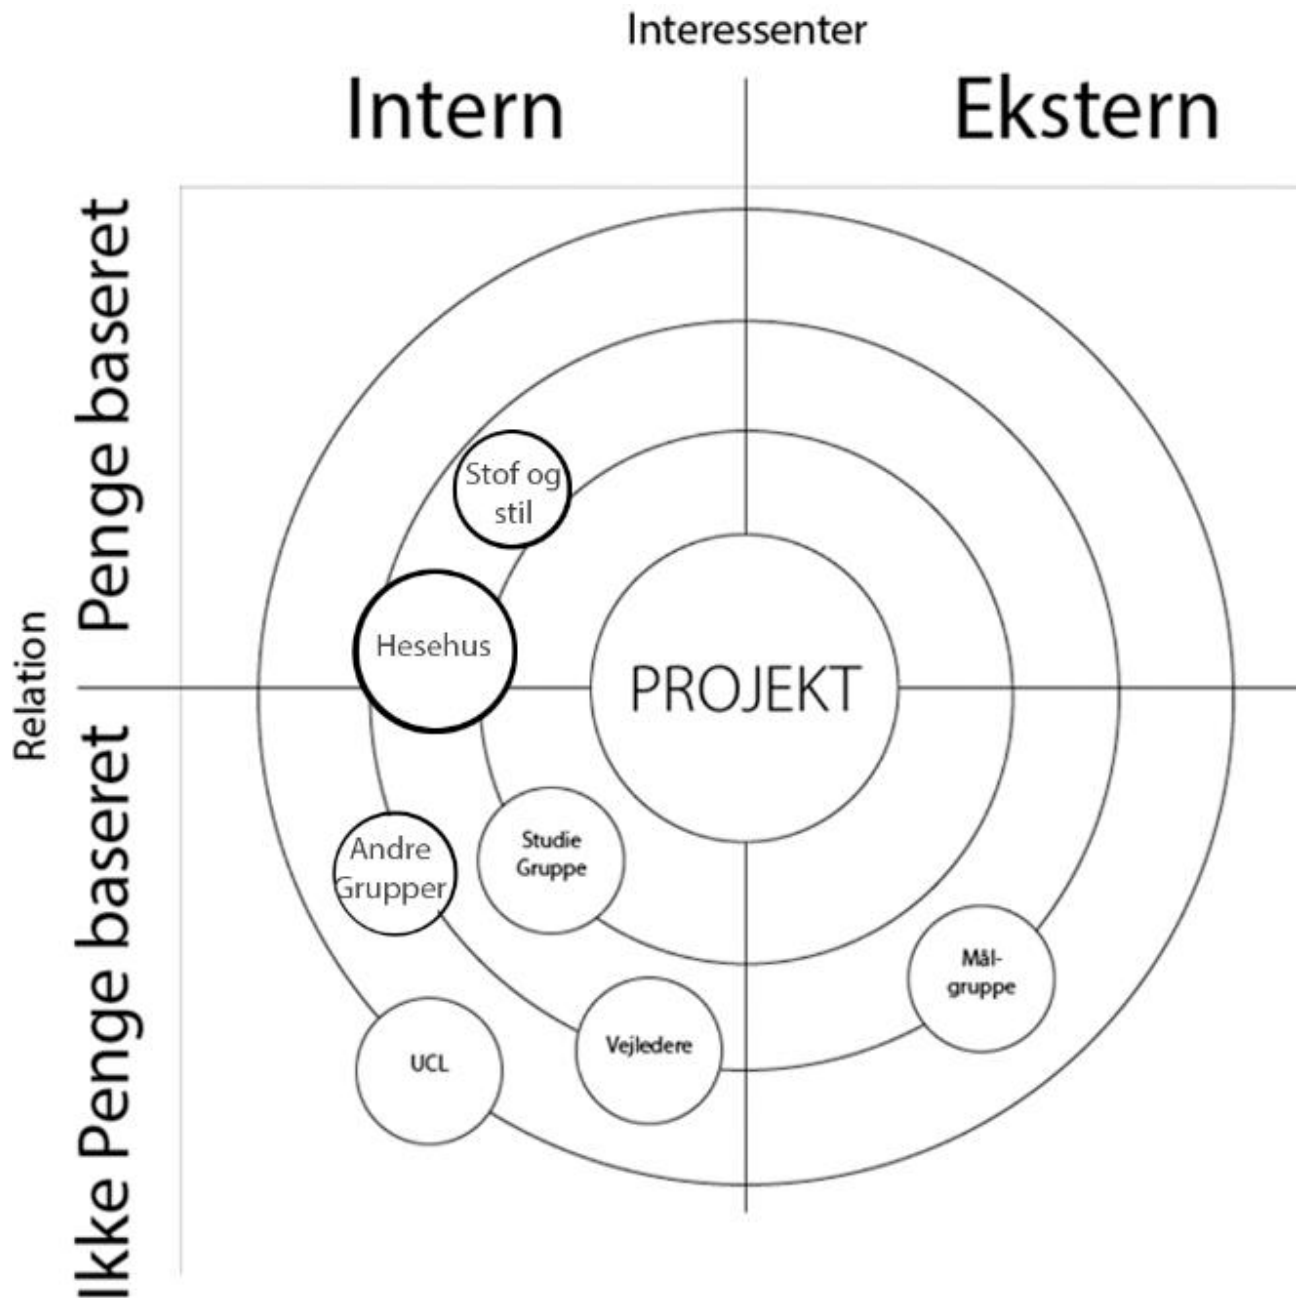 Interessenter
Intern
Ekstern
Relation
Penge baseret
Ikke Penge baseret
Stof og
stil
Hesehus
PROJEKT
Andre
Grupper
Studie
Gruppe
Mål-
gruppe
Vejledere
UCL